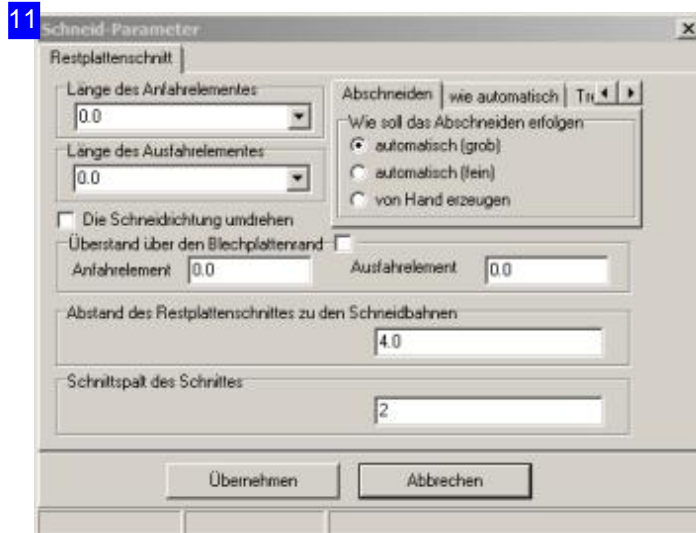 11
Schneid-Parameter
Restplattenschnitt
Länge des Anfahrelementes
0.0
Länge des Ausfahrelementes
0.0
Abschneiden wie automatisch
Wie soll das Abschneiden erfolgen
automatisch (grob)
automatisch (fein)
von Hand erzeugen
Die Schneidrichtung umdrehen
Überstand über den Blechplattenrand
Anfahrelement 0.0 Ausfahrelement 0.0
Abstand des Restplattenschnittes zu den Schneidbahnen
4.0
Schnittspalt des Schnittes
2
Übernehmen Abbrechen